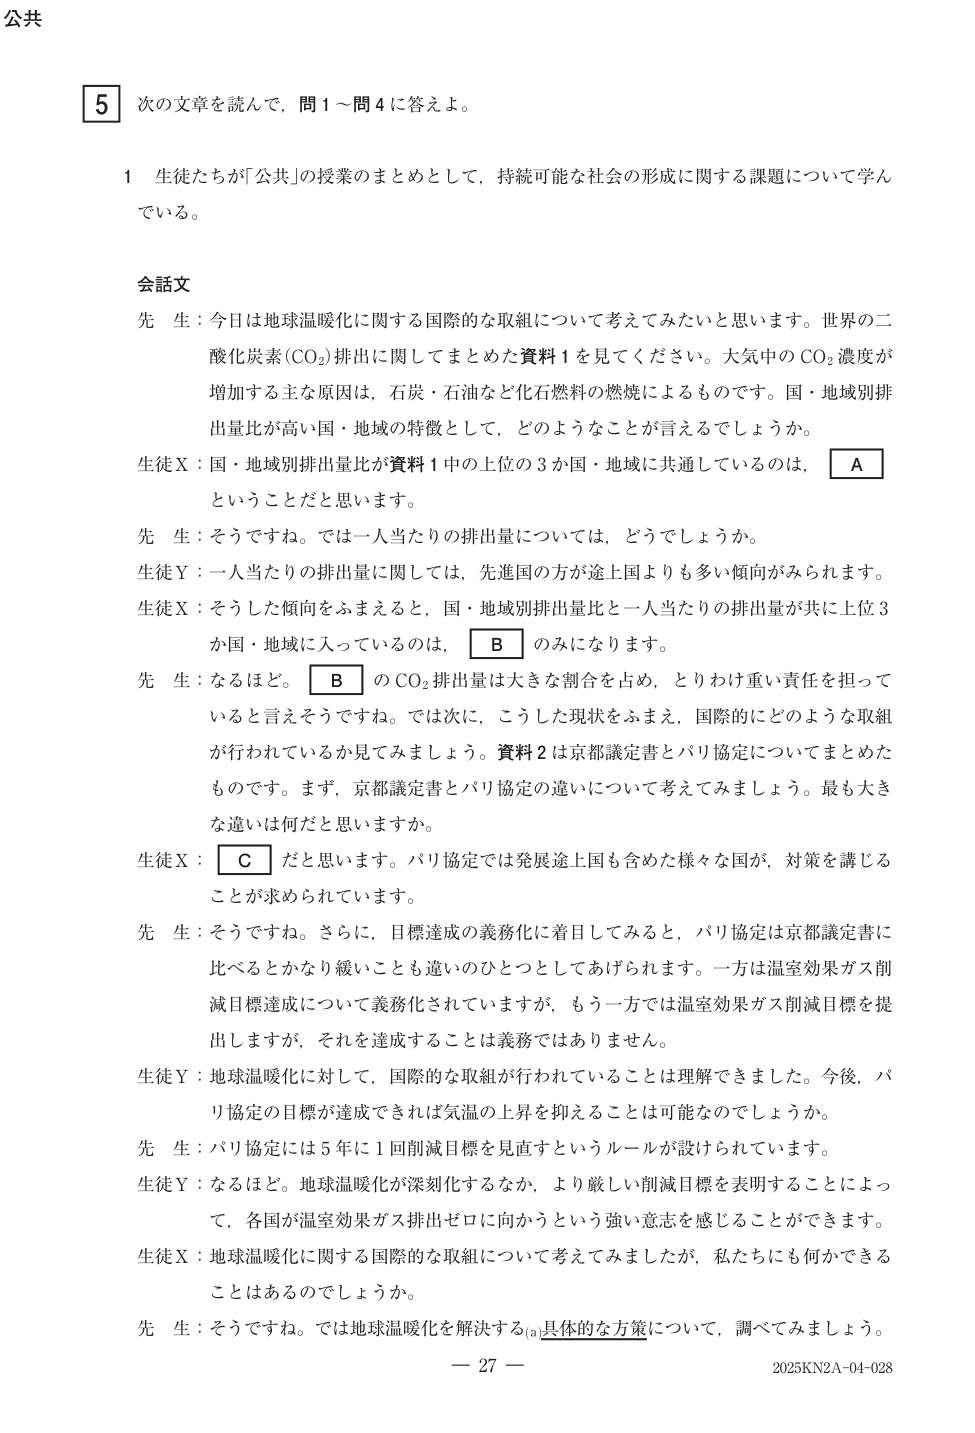 公共
5 次の文章を読んで，問1～問4に答えよ。
1 生徒たちが「公共」の授業のまとめとして，持続可能な社会の形成に関する課題について学ん
でいる。
会話文
先　生：今日は地球温暖化に関する国際的な取組について考えてみたいと思います。世界の二
酸化炭素(CO₂)排出に関してまとめた資料1を見てください。大気中のCO₂濃度が
増加する主な原因は，石炭・石油など化石燃料の燃焼によるものです。国・地域別排
出量比が高い国・地域の特徴として，どのようなことが言えるでしょうか。
生徒X：国・地域別排出量比が資料1中の上位の3か国・地域に共通しているのは， A
ということだと思います。
先　生：そうですね。では一人当たりの排出量については，どうでしょうか。
生徒Y：一人当たりの排出量に関しては，先進国の方が途上国よりも多い傾向がみられます。
生徒X：そうした傾向をふまえると，国・地域別排出量比と一人当たりの排出量が共に上位3
か国・地域に入っているのは， B のみになります。
先　生：なるほど。 B のCO₂排出量は大きな割合を占め，とりわけ重い責任を担って
いると言えそうですね。では次に，こうした現状をふまえ，国際的にどのような取組
が行われているか見てみましょう。資料2は京都議定書とパリ協定についてまとめた
ものです。まず，京都議定書とパリ協定の違いについて考えてみましょう。最も大き
な違いは何だと思いますか。
生徒X： C だと思います。パリ協定では発展途上国も含めた様々な国が，対策を講じる
ことが求められています。
先　生：そうですね。さらに，目標達成の義務化に着目してみると，パリ協定は京都議定書に
比べるとかなり緩いことも違いのひとつとしてあげられます。一方は温室効果ガス削
減目標達成について義務化されていますが，もう一方では温室効果ガス削減目標を提
出しますが，それを達成することは義務ではありません。
生徒Y：地球温暖化に対して，国際的な取組が行われていることは理解できました。今後，パ
リ協定の目標が達成できれば気温の上昇を抑えることは可能なのでしょうか。
先　生：パリ協定には5年に1回削減目標を見直すというルールが設けられています。
生徒Y：なるほど。地球温暖化が深刻化するなか，より厳しい削減目標を表明することによっ
て，各国が温室効果ガス排出ゼロに向かうという強い意志を感じることができます。
生徒X：地球温暖化に関する国際的な取組について考えてみましたが，私たちにも何かできる
ことはあるのでしょうか。
先　生：そうですね。では地球温暖化を解決する(a)具体的な方策について，調べてみましょう。
— 27 —
2025KN2A-04-028